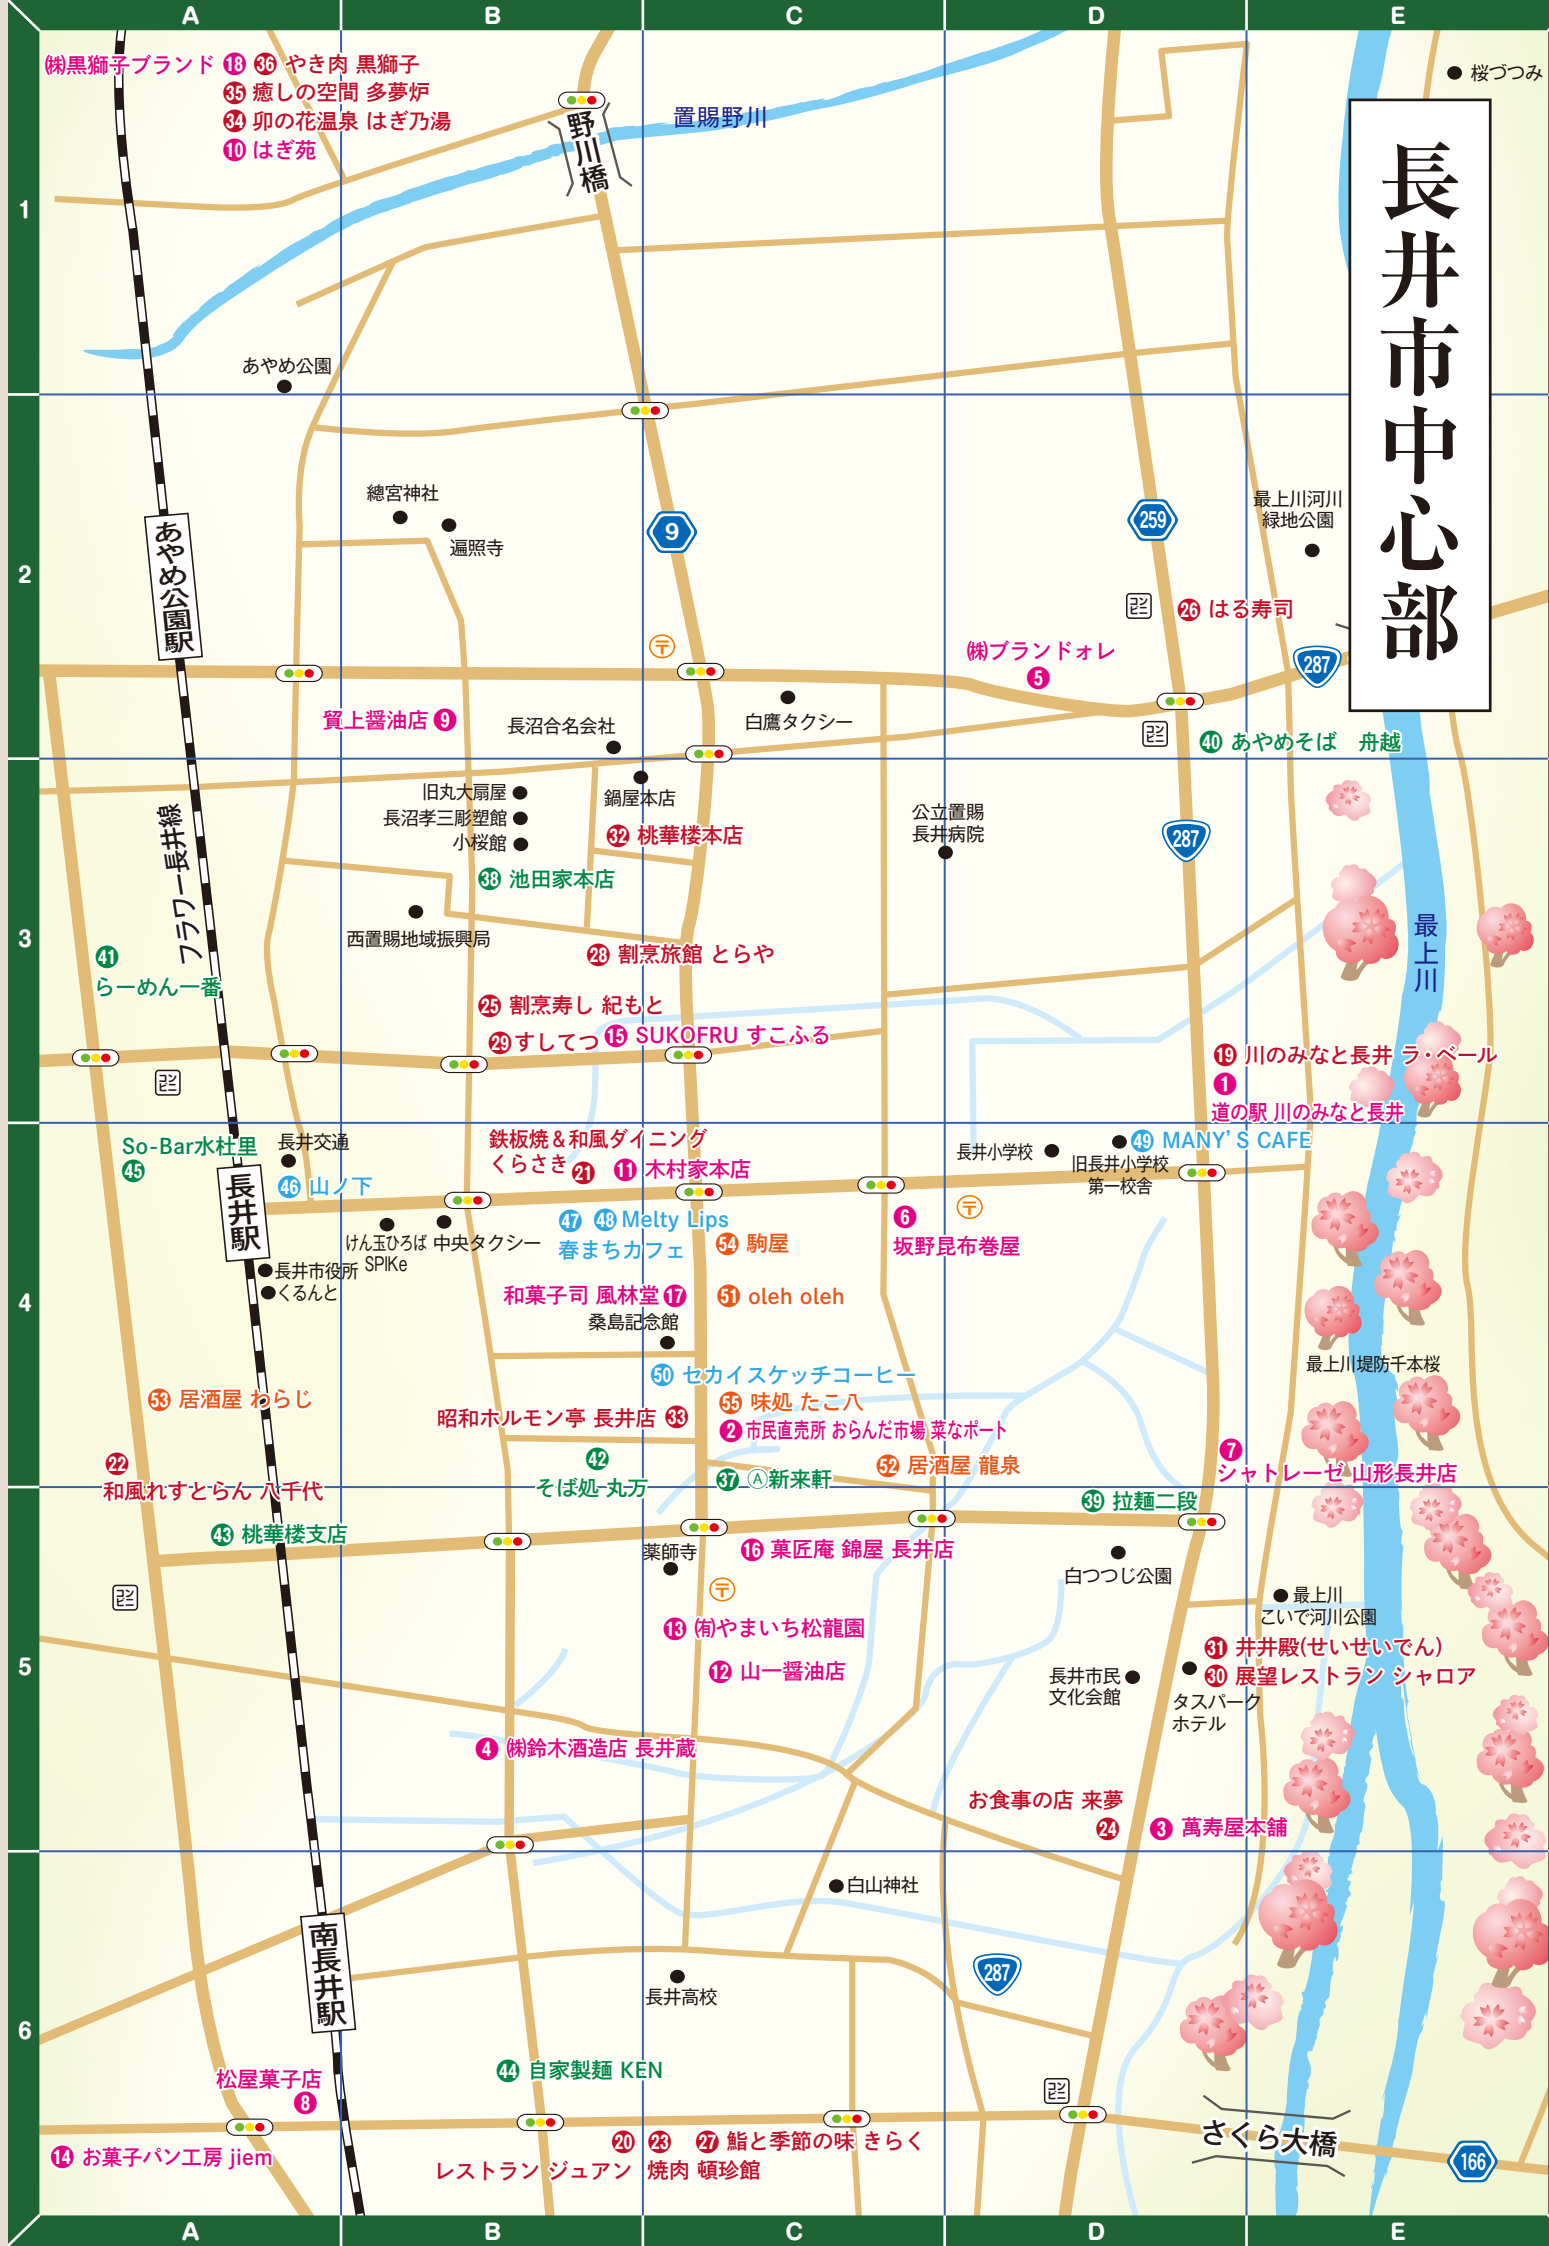 A B C D E
㈱黒獅子ブランド 18 36 やき肉 黒獅子
35 癒しの空間 多夢炉
34 卯の花温泉 はぎ乃湯
10 はぎ苑
野川橋
置賜野川
桜づつみ
長井市中心部
1
あやめ公園
總宮神社
遍照寺
9
259
最上川河川
緑地公園
あやめ公園駅
2
コンビニ
26 はる寿司
㈱ブランドォレ
5
287
〒
貿上醤油店 9
長沼合名会社
白鷹タクシー
コンビニ
40 あやめそば 舟越
フラワー長井線
旧丸大扇屋
長沼孝三彫塑館
小桜館
鍋屋本店
32 桃華楼本店
公立置賜
長井病院
287
38 池田家本店
西置賜地域振興局
3
最上川
28 割烹旅館 とらや
41
らーめん一番
25 割烹寿し 紀もと
29 すしてつ
15 SUKOFRU すこふる
19 川のみなと長井 ラ・ベール
1
道の駅 川のみなと長井
コンビニ
So-Bar水杜里
45
長井交通
46 山ノ下
長井駅
鉄板焼&和風ダイニング
くらさき 21
11 木村家本店
長井小学校
49 MANY'S CAFE
旧長井小学校
第一校舎
けん玉ひろば
SPIKe
中央タクシー
47 48 Melty Lips
春まちカフェ
54 駒屋
6
坂野昆布巻屋
〒
長井市役所
くるんと
4
和菓子司 風林堂 17
51 oleh oleh
桑島記念館
最上川堤防千本桜
50 セカイスケッチコーヒー
53 居酒屋 わらじ
昭和ホルモン亭 長井店 33
55 味処 たこ八
2 市民直売所 おらんだ市場 菜なポート
7
シャトレーゼ 山形長井店
22
和風れすとらん 八千代
42
そば処 丸万
37 Ⓐ新来軒
52 居酒屋 龍泉
39 拉麺二段
43 桃華楼支店
薬師寺
16 菓匠庵 錦屋 長井店
白つつじ公園
コンビニ
〒
最上川
こいで河川公園
13 ㈲やまいち松龍園
31 井井殿(せいせいでん)
30 展望レストラン シャロア
5
12 山一醤油店
長井市民
文化会館
タスパーク
ホテル
4 ㈱鈴木酒造店 長井蔵
お食事の店 来夢
24
3 萬寿屋本舗
白山神社
南長井駅
長井高校
287
6
44 自家製麺 KEN
コンビニ
松屋菓子店
8
さくら大橋
14 お菓子パン工房 jiem
20 23 27 鮨と季節の味 きらく
レストラン ジュアン 焼肉 頓珍館
166
A B C D E